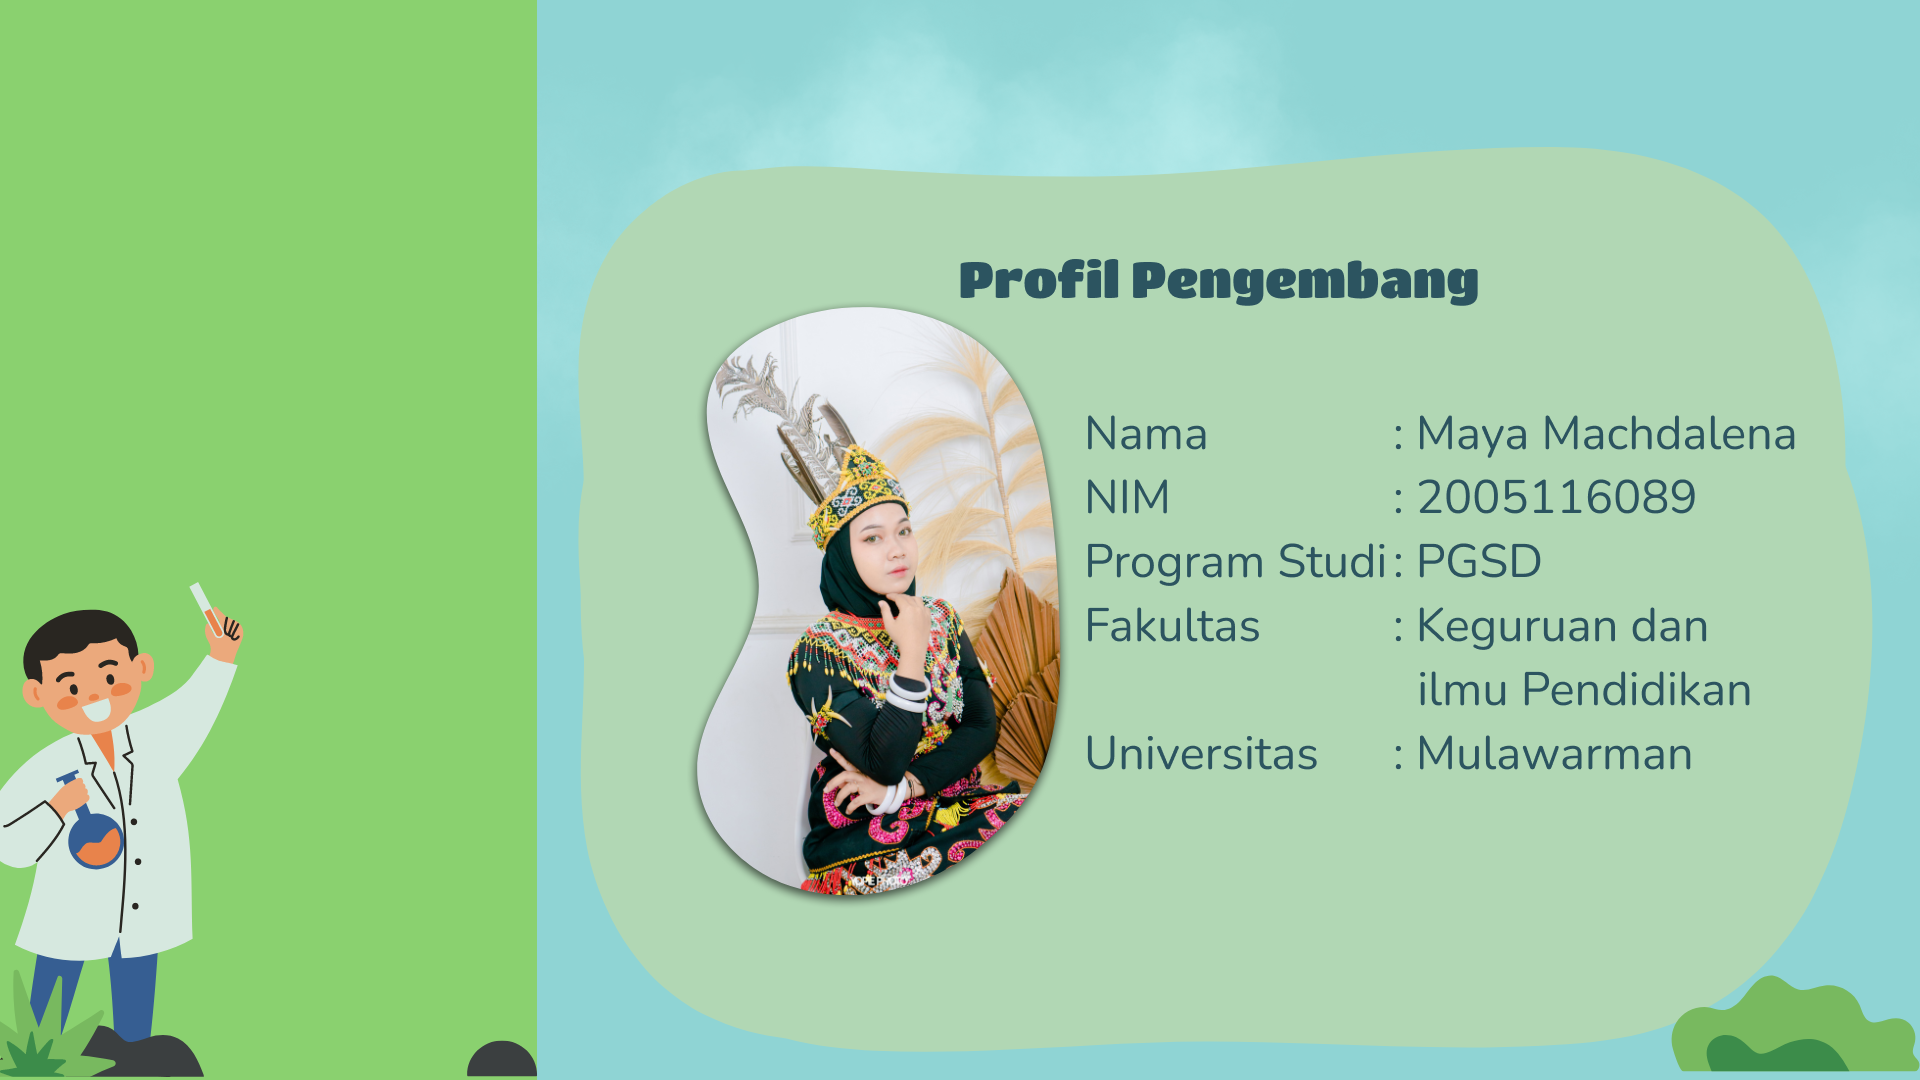 Profil Pengembang
Nama : Maya Machdalena
NIM : 2005116089
Program Studi : PGSD
Fakultas : Keguruan dan
ilmu Pendidikan
Universitas : Mulawarman